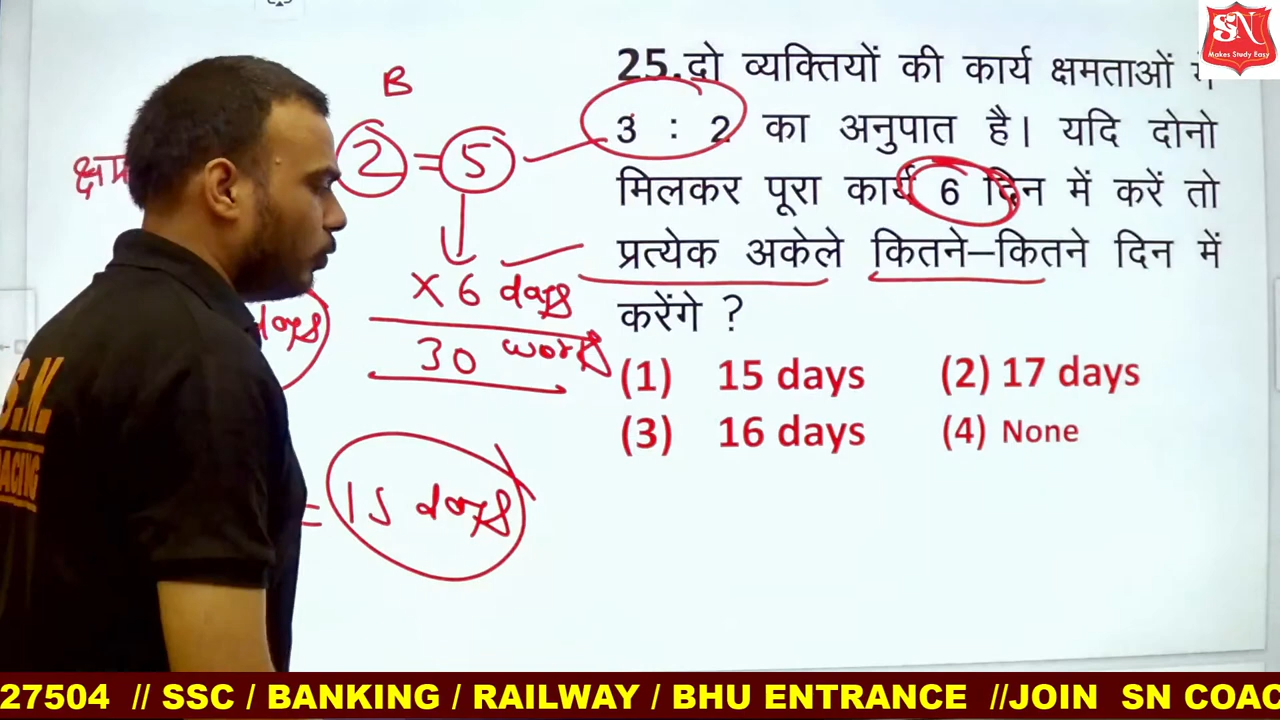 SN
Makes Study Easy
25. दो व्यक्तियों की कार्य क्षमताओं में
3 : 2 का अनुपात है। यदि दोनो
मिलकर पूरा कार्य 6 दिन में करें तो
प्रत्येक अकेले कितने–कितने दिन में
करेंगे ?
(1) 15 days (2) 17 days
(3) 16 days (4) None
B
2 = 5
× 6 days
30 work
= 15 days
S.N.
27504 // SSC / BANKING / RAILWAY / BHU ENTRANCE //JOIN SN COAC